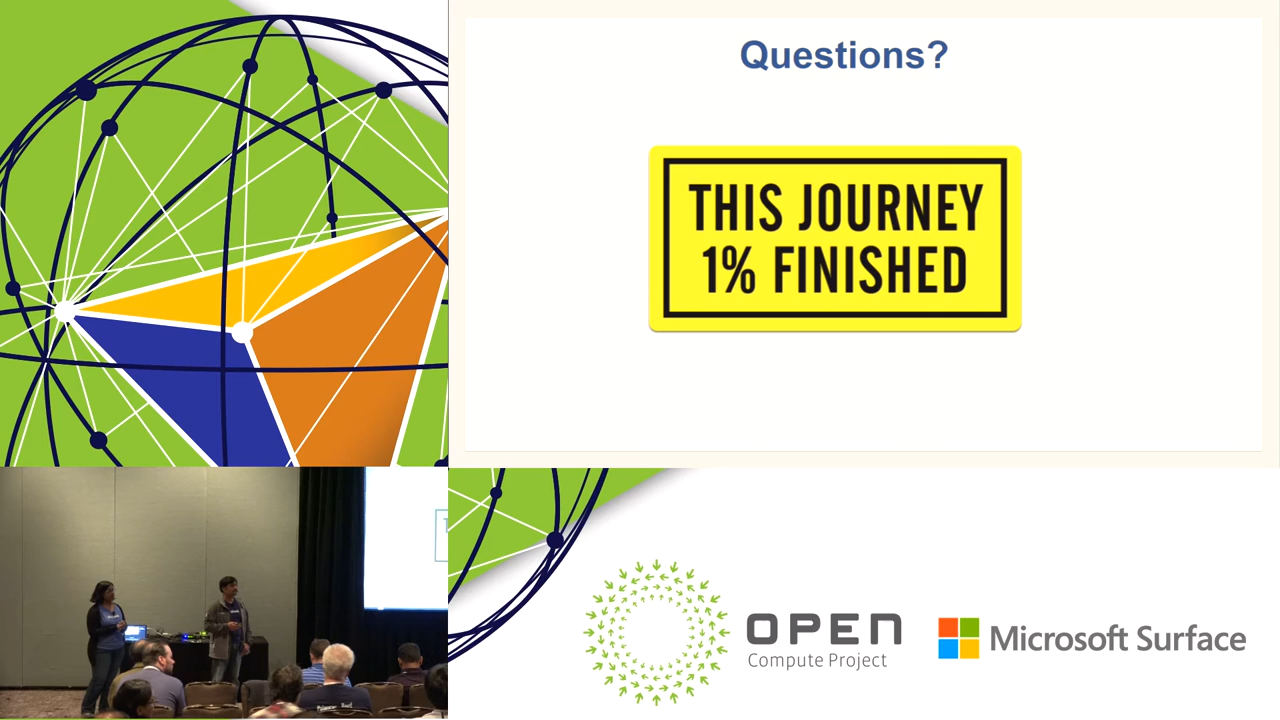 Questions?
THIS JOURNEY
1% FINISHED
OPEN
Compute Project
Microsoft Surface